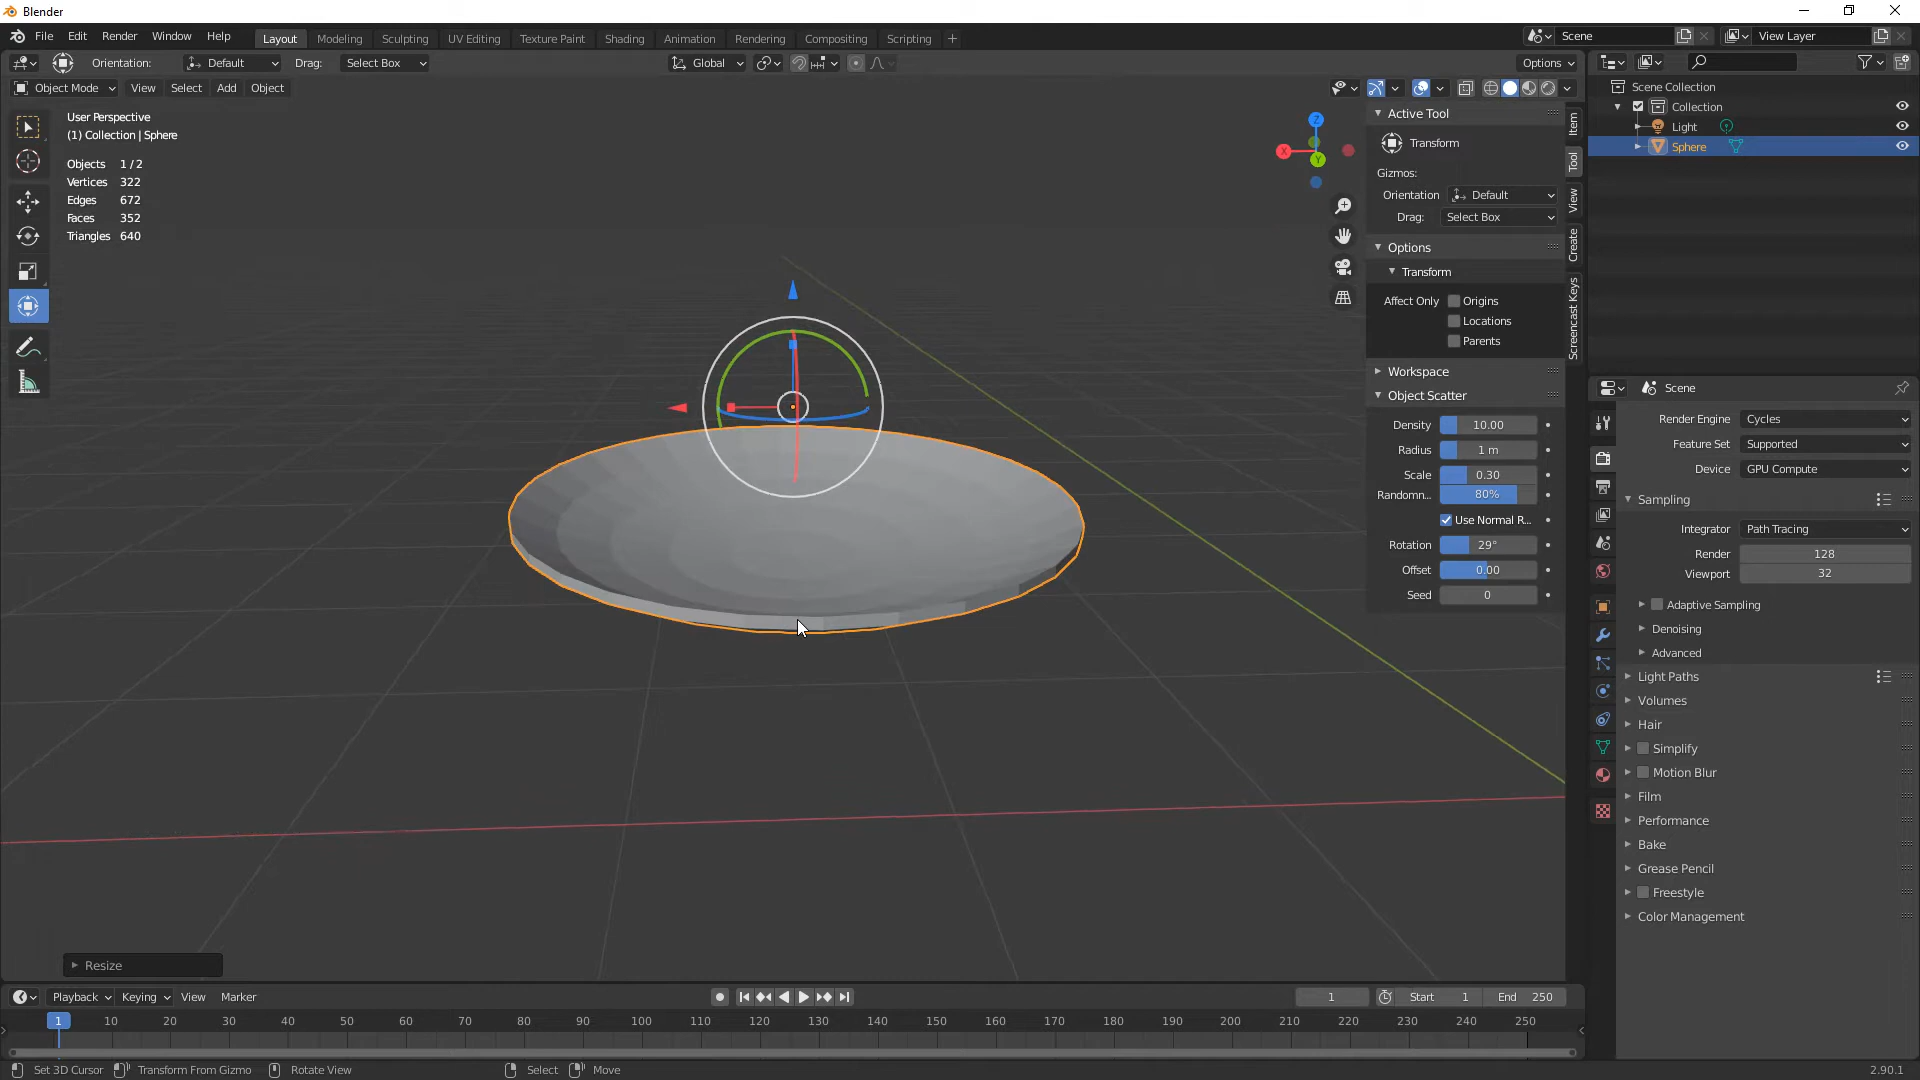 Blender
File Edit Render Window Help
Layout Modeling Sculpting UV Editing Texture Paint Shading Animation Rendering Compositing Scripting +
Scene View Layer
Orientation: Default Drag: Select Box Global Options
Object Mode View Select Add Object
User Perspective
(1) Collection | Sphere
Objects 1 / 2
Vertices 322
Edges 672
Faces 352
Triangles 640
Z
X
Y
Active Tool
Transform
Gizmos:
Orientation Default
Drag: Select Box
Options
Transform
Affect Only Origins
Locations
Parents
Workspace
Object Scatter
Density 10.00
Radius 1 m
Scale 0.30
Randomn... 80%
Use Normal R...
Rotation 29°
Offset 0.00
Seed 0
Item
Tool
View
Create
Screencast Keys
Scene Collection
Collection
Light
Sphere
Scene
Render Engine Cycles
Feature Set Supported
Device GPU Compute
Sampling
Integrator Path Tracing
Render 128
Viewport 32
Adaptive Sampling
Denoising
Advanced
Light Paths
Volumes
Hair
Simplify
Motion Blur
Film
Performance
Bake
Grease Pencil
Freestyle
Color Management
Resize
Playback Keying View Marker 1 Start 1 End 250
1 10 20 30 40 50 60 70 80 90 100 110 120 130 140 150 160 170 180 190 200 210 220 230 240 250
Set 3D Cursor Transform From Gizmo Rotate View Select Move 2.90.1